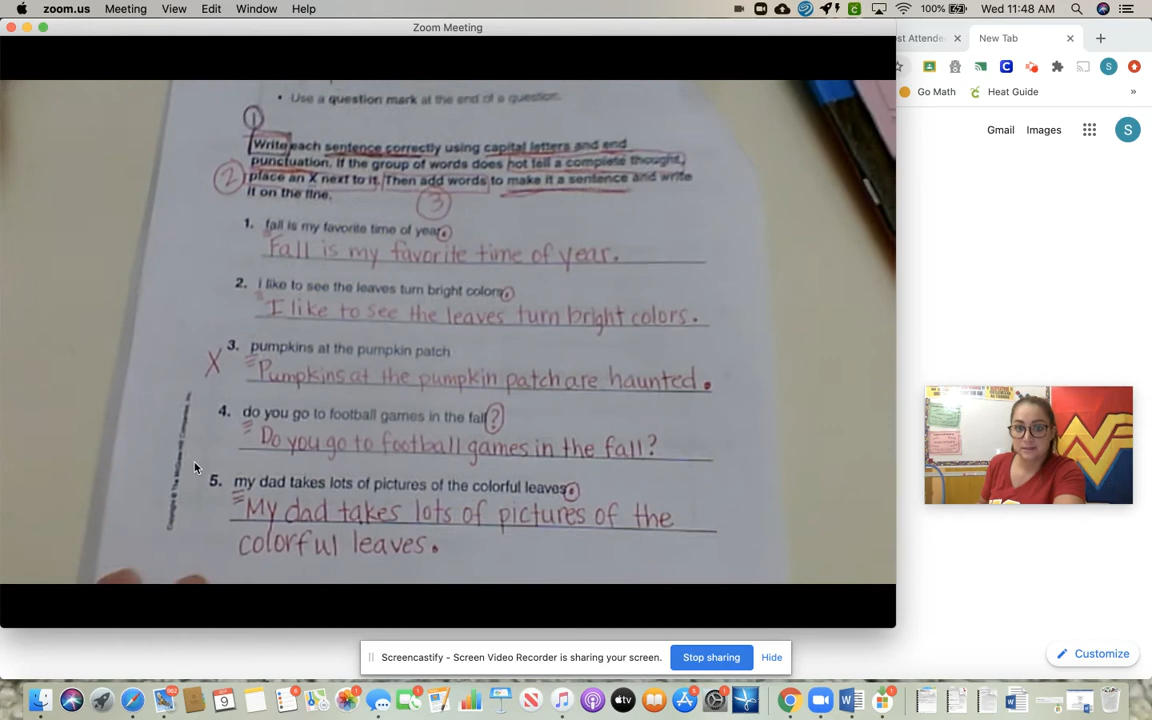 zoom.us Meeting View Edit Window Help
100% Wed 11:48 AM
Zoom Meeting
st Attende
New Tab
Go Math
Heat Guide
»
Gmail Images
S
S
• Use a question mark at the end of a question.
1
Write each sentence correctly using capital letters and end
punctuation. If the group of words does not tell a complete thought,
2 place an X next to it. Then add words to make it a sentence and write
it on the line.
3
1. fall is my favorite time of year.
Fall is my favorite time of year.
2. i like to see the leaves turn bright colors.
I like to see the leaves turn bright colors.
X 3. pumpkins at the pumpkin patch
Pumpkins at the pumpkin patch are haunted.
4. do you go to football games in the fall?
Do you go to football games in the fall?
5. my dad takes lots of pictures of the colorful leaves.
My dad takes lots of pictures of the
colorful leaves.
Customize
Screencastify - Screen Video Recorder is sharing your screen. Stop sharing Hide
9
tv